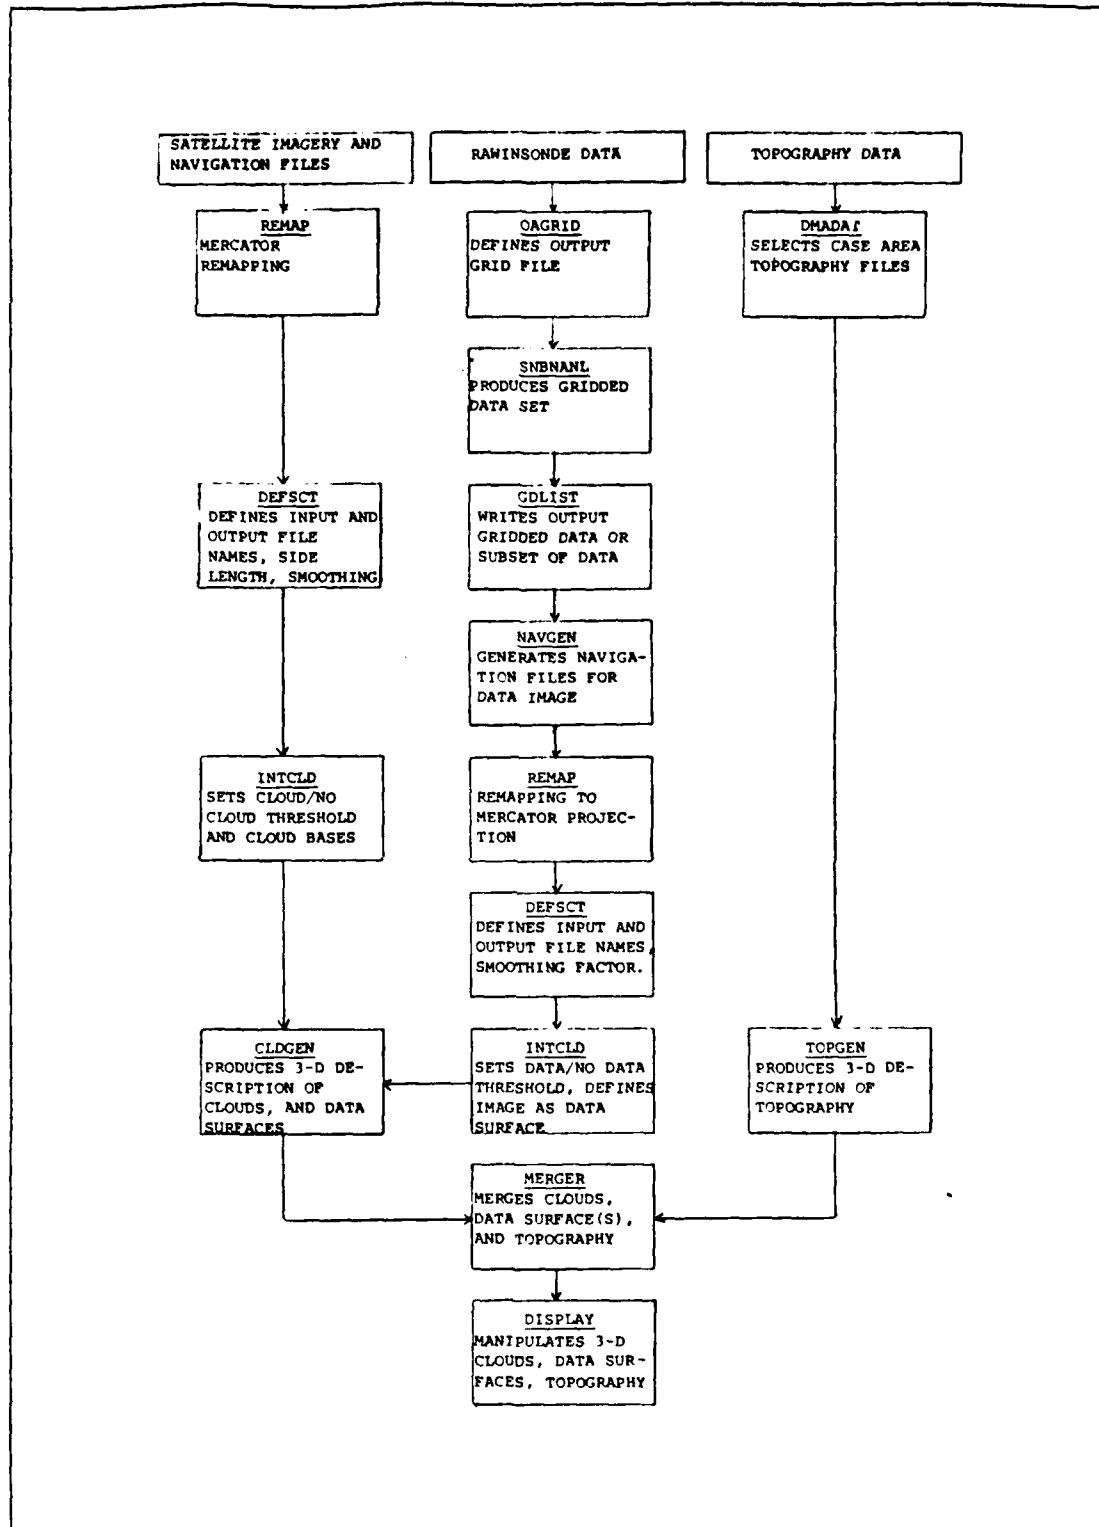 SATELLITE IMAGERY AND
NAVIGATION FILES
RAWINSONDE DATA
TOPOGRAPHY DATA
REMAP
MERCATOR
REMAPPING
OAGRID
DEFINES OUTPUT
GRID FILE
DMADAT
SELECTS CASE AREA
TOPOGRAPHY FILES
SNBNANL
PRODUCES GRIDDED
DATA SET
DEFSCT
DEFINES INPUT AND
OUTPUT FILE
NAMES, SIDE
LENGTH, SMOOTHING
GDLIST
WRITES OUTPUT
GRIDDED DATA OR
SUBSET OF DATA
NAVGEN
GENERATES NAVIGA-
TION FILES FOR
DATA IMAGE
INTCLD
SETS CLOUD/NO
CLOUD THRESHOLD
AND CLOUD BASES
REMAP
REMAPPING TO
MERCATOR PROJEC-
TION
DEFSCT
DEFINES INPUT AND
OUTPUT FILE NAMES,
SMOOTHING FACTOR.
CLDGEN
PRODUCES 3-D DE-
SCRIPTION OF
CLOUDS, AND DATA
SURFACES
INTCLD
SETS DATA/NO DATA
THRESHOLD, DEFINES
IMAGE AS DATA
SURFACE
TOPGEN
PRODUCES 3-D DE-
SCRIPTION OF
TOPOGRAPHY
MERGER
MERGES CLOUDS,
DATA SURFACE(S),
AND TOPOGRAPHY
DISPLAY
MANIPULATES 3-D
CLOUDS, DATA SUR-
FACES, TOPOGRAPHY